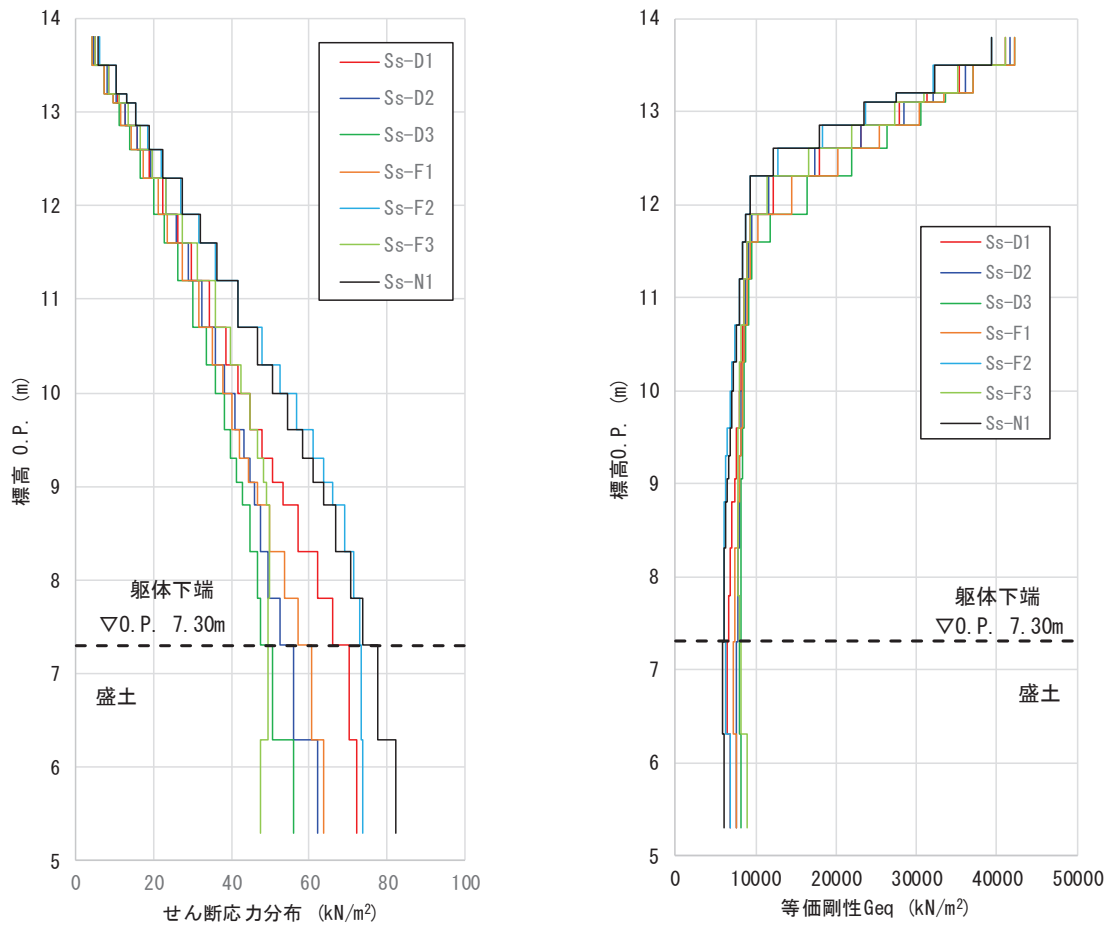 14
13
12
11
10
9
8
7
6
5
標高 O.P. (m)
Ss-D1
Ss-D2
Ss-D3
Ss-F1
Ss-F2
Ss-F3
Ss-N1
躯体下端
▽O.P. 7.30m
盛土
0
20
40
60
80
100
せん断応力分布 (kN/m²)
14
13
12
11
10
9
8
7
6
5
標高O.P. (m)
Ss-D1
Ss-D2
Ss-D3
Ss-F1
Ss-F2
Ss-F3
Ss-N1
躯体下端
▽O.P. 7.30m
盛土
0
10000
20000
30000
40000
50000
等価剛性Geq (kN/m²)